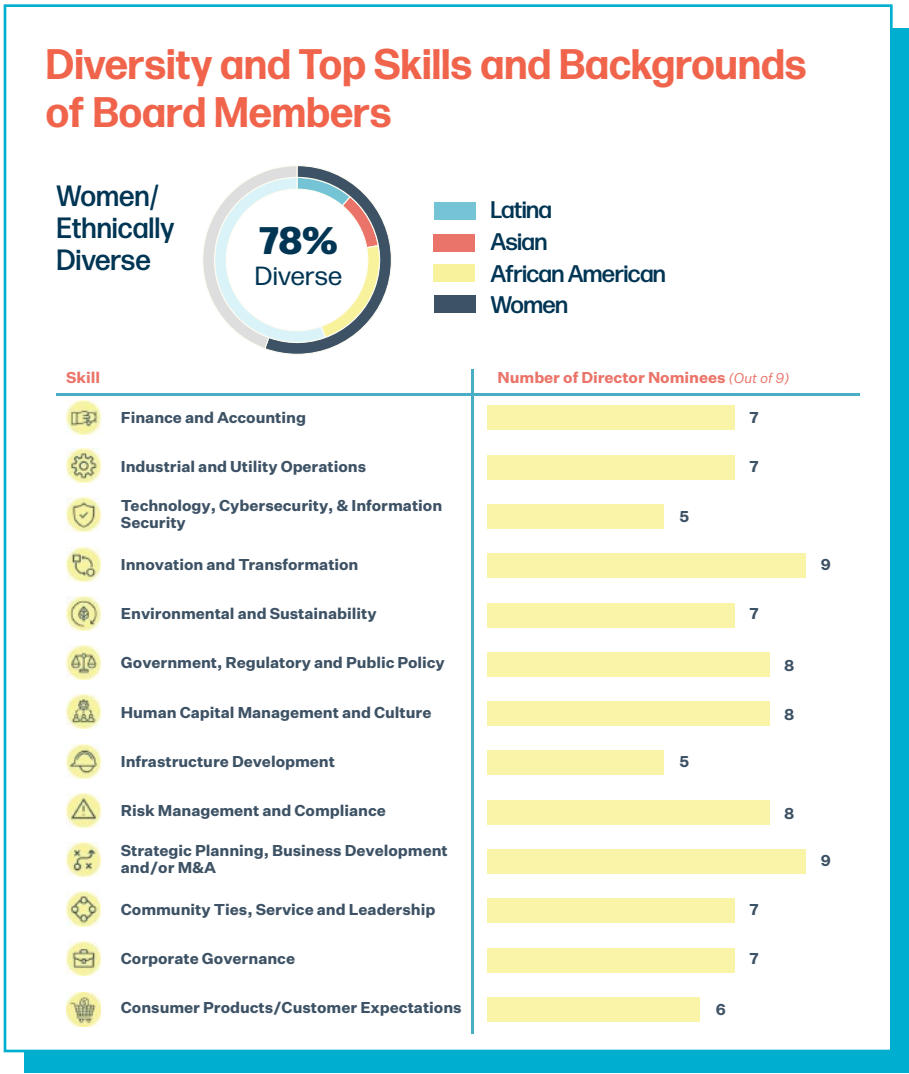 Diversity and Top Skills and Backgrounds
of Board Members
Women/
Ethnically
Diverse
78%
Diverse
Latina
Asian
African American
Women
Skill
Number of Director Nominees (Out of 9)
Finance and Accounting
7
Industrial and Utility Operations
7
Technology, Cybersecurity, & Information
Security
5
Innovation and Transformation
9
Environmental and Sustainability
7
Government, Regulatory and Public Policy
8
Human Capital Management and Culture
8
Infrastructure Development
5
Risk Management and Compliance
8
Strategic Planning, Business Development
and/or M&A
9
Community Ties, Service and Leadership
7
Corporate Governance
7
Consumer Products/Customer Expectations
6